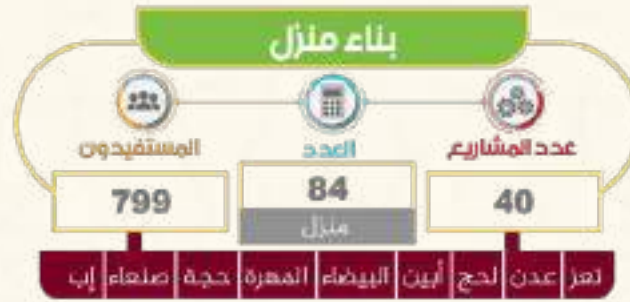 بناء منزل
عدد المشاريع العدد المستفيدون
40 84 799
منزل
تعز عدن لحج أبين البيضاء المهرة حجة صنعاء إب